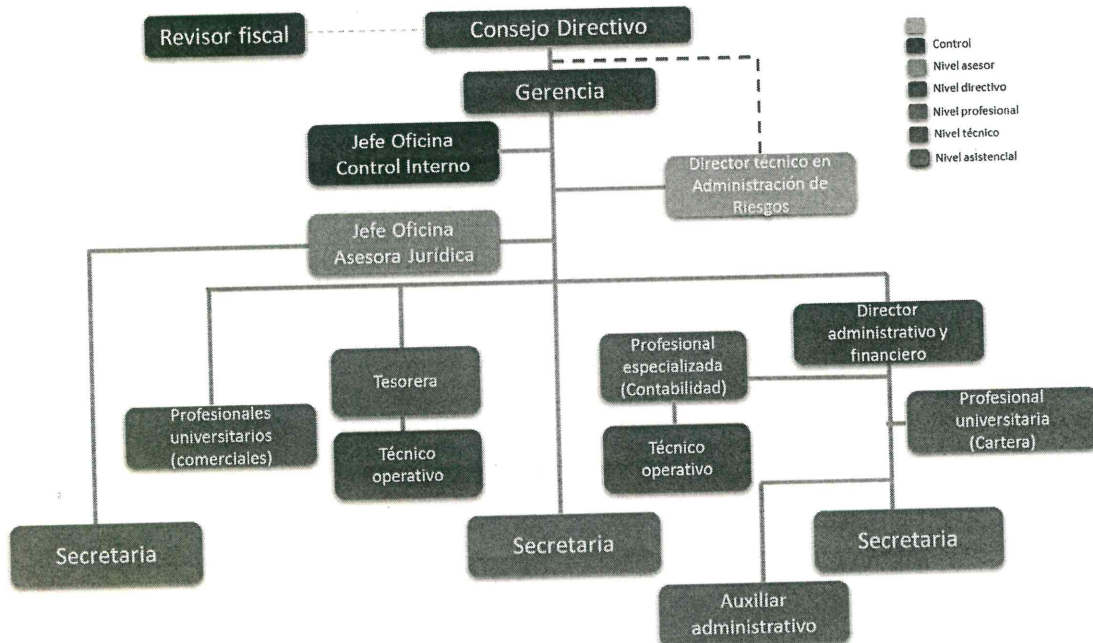 Revisor fiscal
Consejo Directivo
Gerencia
Jefe Oficina
Control Interno
Director técnico en
Administración de
Riesgos
Jefe Oficina
Asesora Jurídica
Control
Nivel asesor
Nivel directivo
Nivel profesional
Nivel técnico
Nivel asistencial
Director
administrativo y
financiero
Profesional
especializada
(Contabilidad)
Tesorera
Profesionales
universitarios
(comerciales)
Técnico
operativo
Técnico
operativo
Profesional
universitaria
(Cartera)
Secretaria
Secretaria
Secretaria
Auxiliar
administrativo